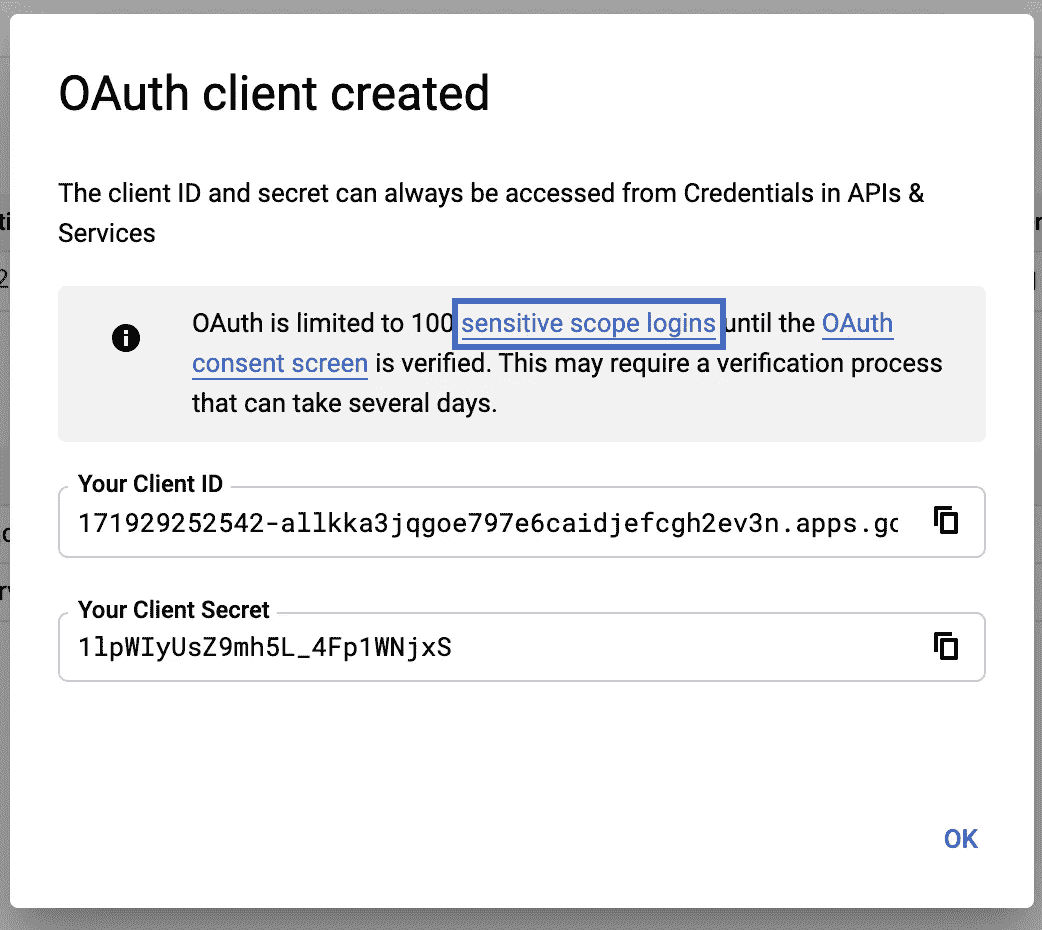 OAuth client created
The client ID and secret can always be accessed from Credentials in APIs &
Services
OAuth is limited to 100 sensitive scope logins until the OAuth
consent screen is verified. This may require a verification process
that can take several days.
Your Client ID
171929252542-allkka3jqgoe797e6caidjefcgh2ev3n.apps.gc
Your Client Secret
1lpWIyUsZ9mh5L_4Fp1WNjxS
OK